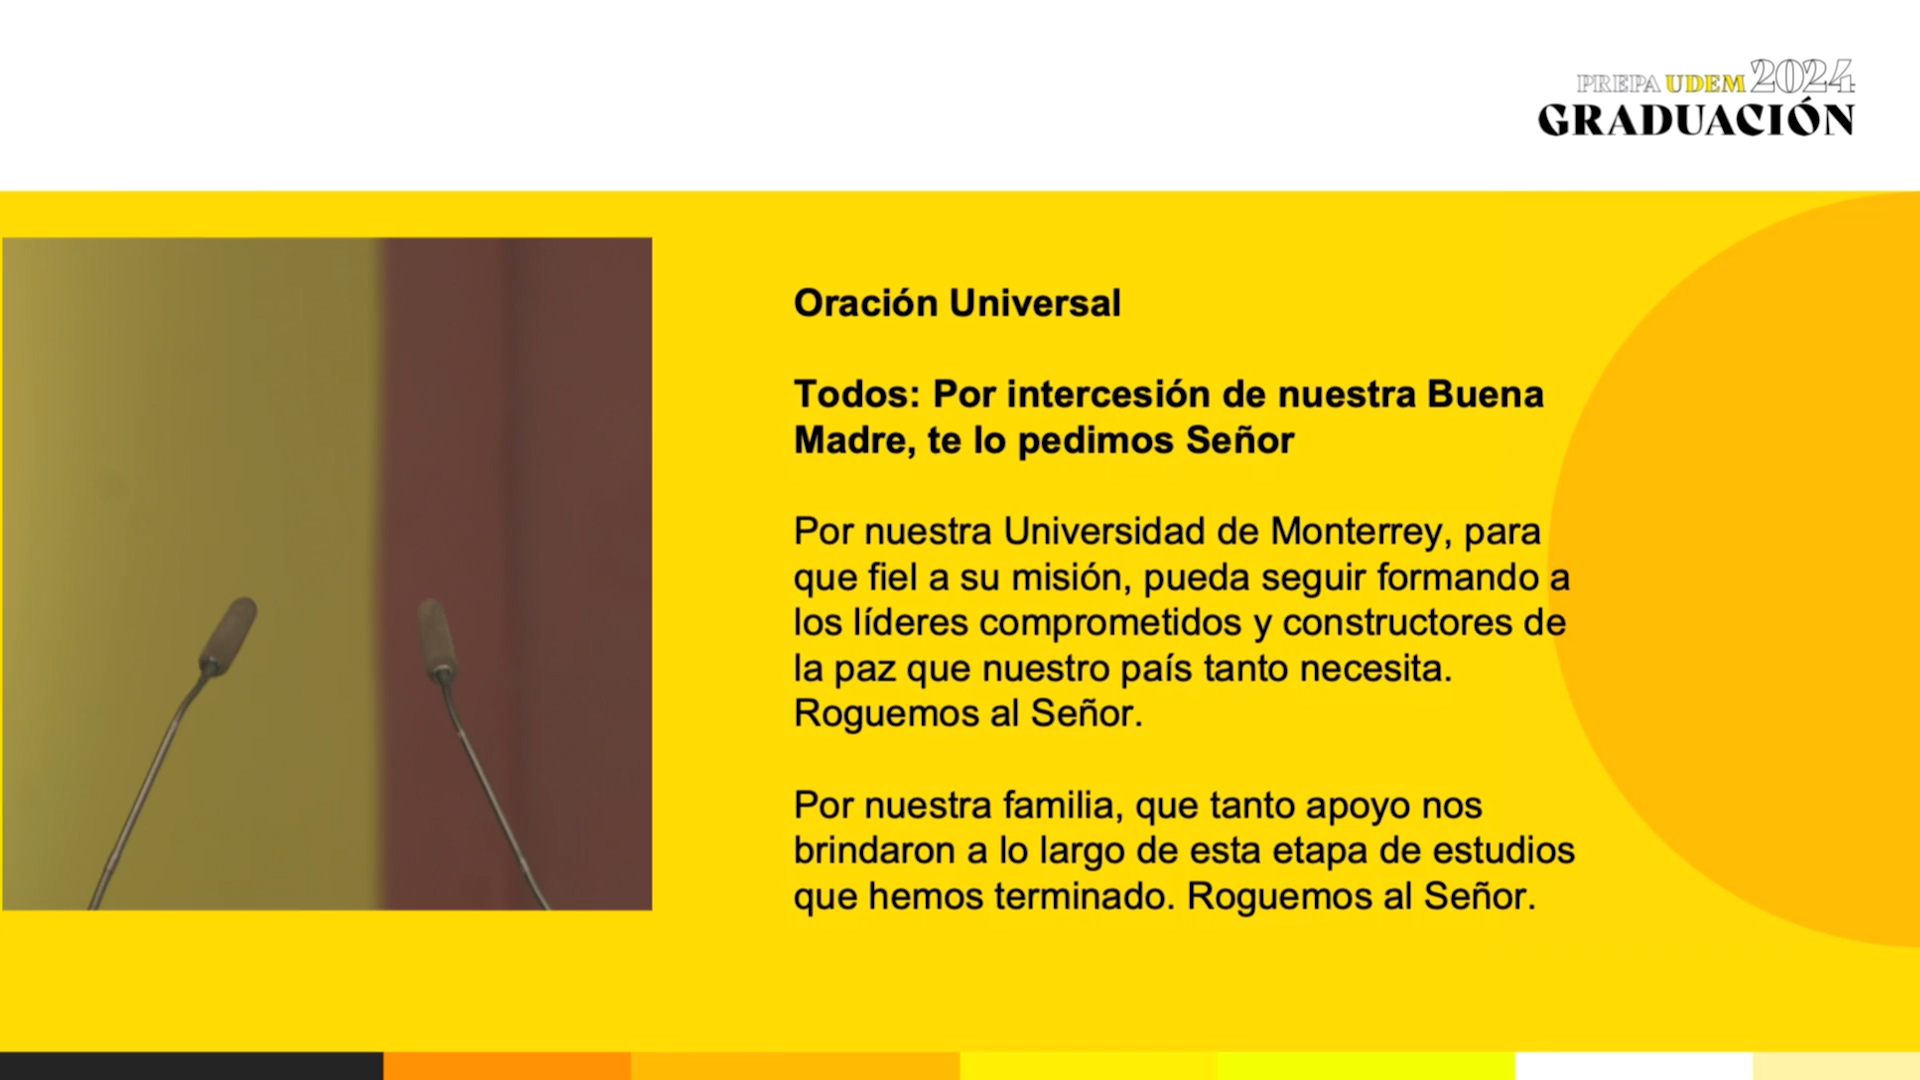 PREPA UDEM 2024
GRADUACIÓN
Oración Universal
Todos: Por intercesión de nuestra Buena
Madre, te lo pedimos Señor
Por nuestra Universidad de Monterrey, para
que fiel a su misión, pueda seguir formando a
los líderes comprometidos y constructores de
la paz que nuestro país tanto necesita.
Roguemos al Señor.
Por nuestra familia, que tanto apoyo nos
brindaron a lo largo de esta etapa de estudios
que hemos terminado. Roguemos al Señor.